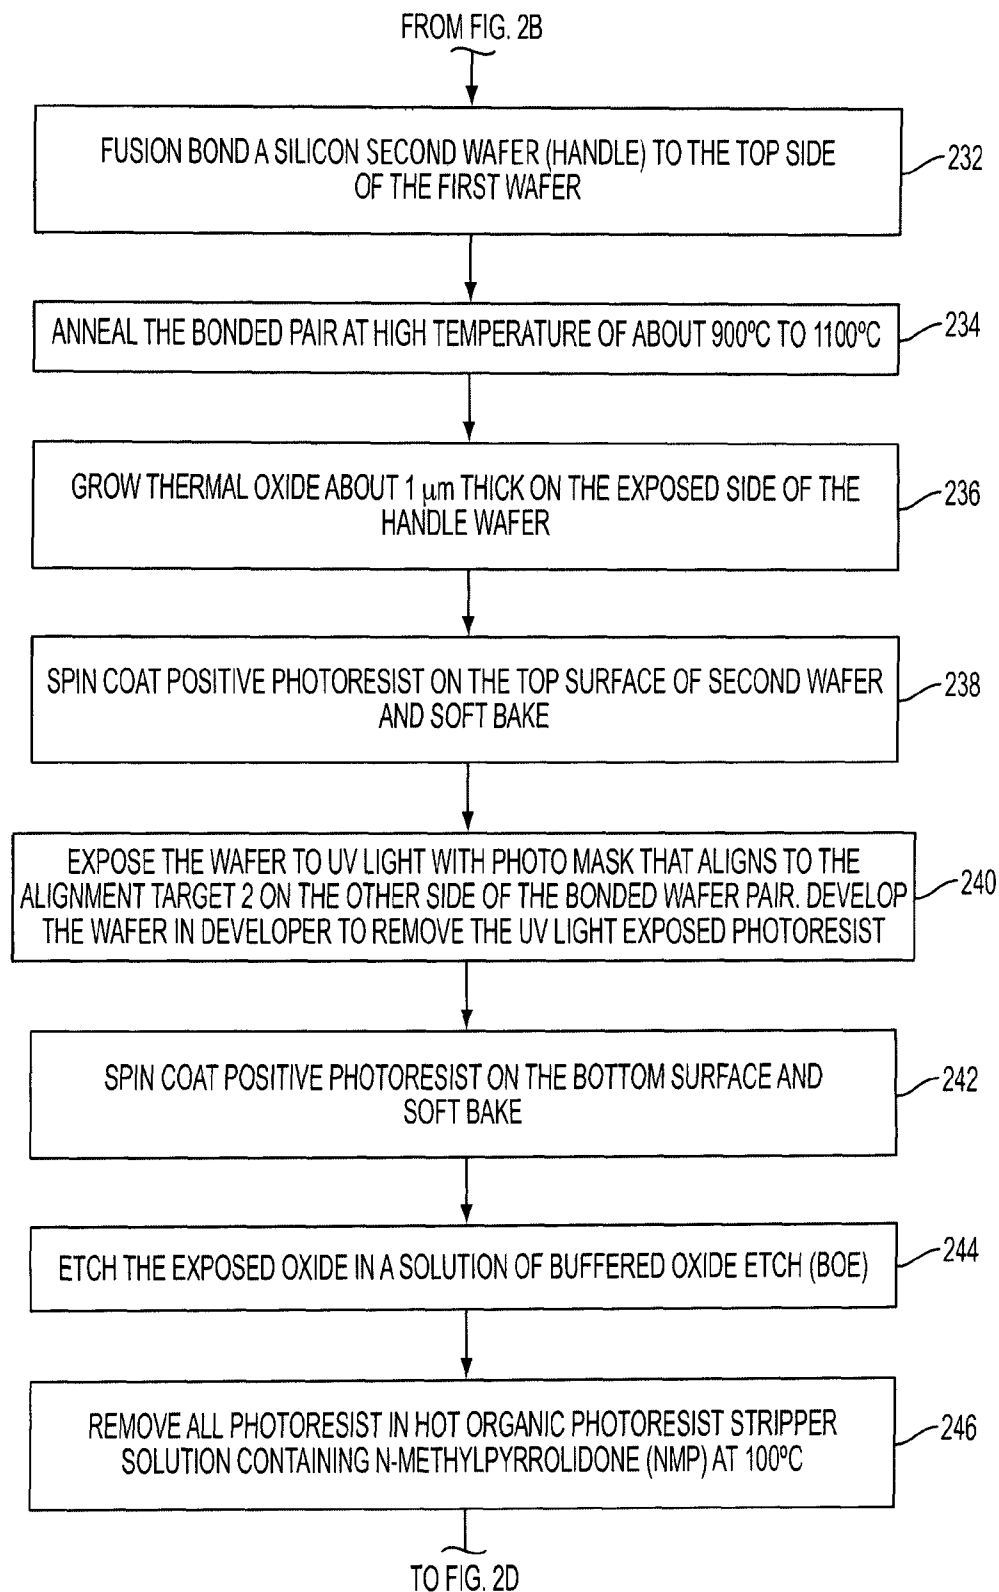 FROM FIG. 2B
FUSION BOND A SILICON SECOND WAFER (HANDLE) TO THE TOP SIDE
OF THE FIRST WAFER
232
ANNEAL THE BONDED PAIR AT HIGH TEMPERATURE OF ABOUT 900ºC TO 1100ºC
234
GROW THERMAL OXIDE ABOUT 1 µm THICK ON THE EXPOSED SIDE OF THE
HANDLE WAFER
236
SPIN COAT POSITIVE PHOTORESIST ON THE TOP SURFACE OF SECOND WAFER
AND SOFT BAKE
238
EXPOSE THE WAFER TO UV LIGHT WITH PHOTO MASK THAT ALIGNS TO THE
ALIGNMENT TARGET 2 ON THE OTHER SIDE OF THE BONDED WAFER PAIR. DEVELOP
THE WAFER IN DEVELOPER TO REMOVE THE UV LIGHT EXPOSED PHOTORESIST
240
SPIN COAT POSITIVE PHOTORESIST ON THE BOTTOM SURFACE AND
SOFT BAKE
242
ETCH THE EXPOSED OXIDE IN A SOLUTION OF BUFFERED OXIDE ETCH (BOE)
244
REMOVE ALL PHOTORESIST IN HOT ORGANIC PHOTORESIST STRIPPER
SOLUTION CONTAINING N-METHYLPYRROLIDONE (NMP) AT 100ºC
246
TO FIG. 2D